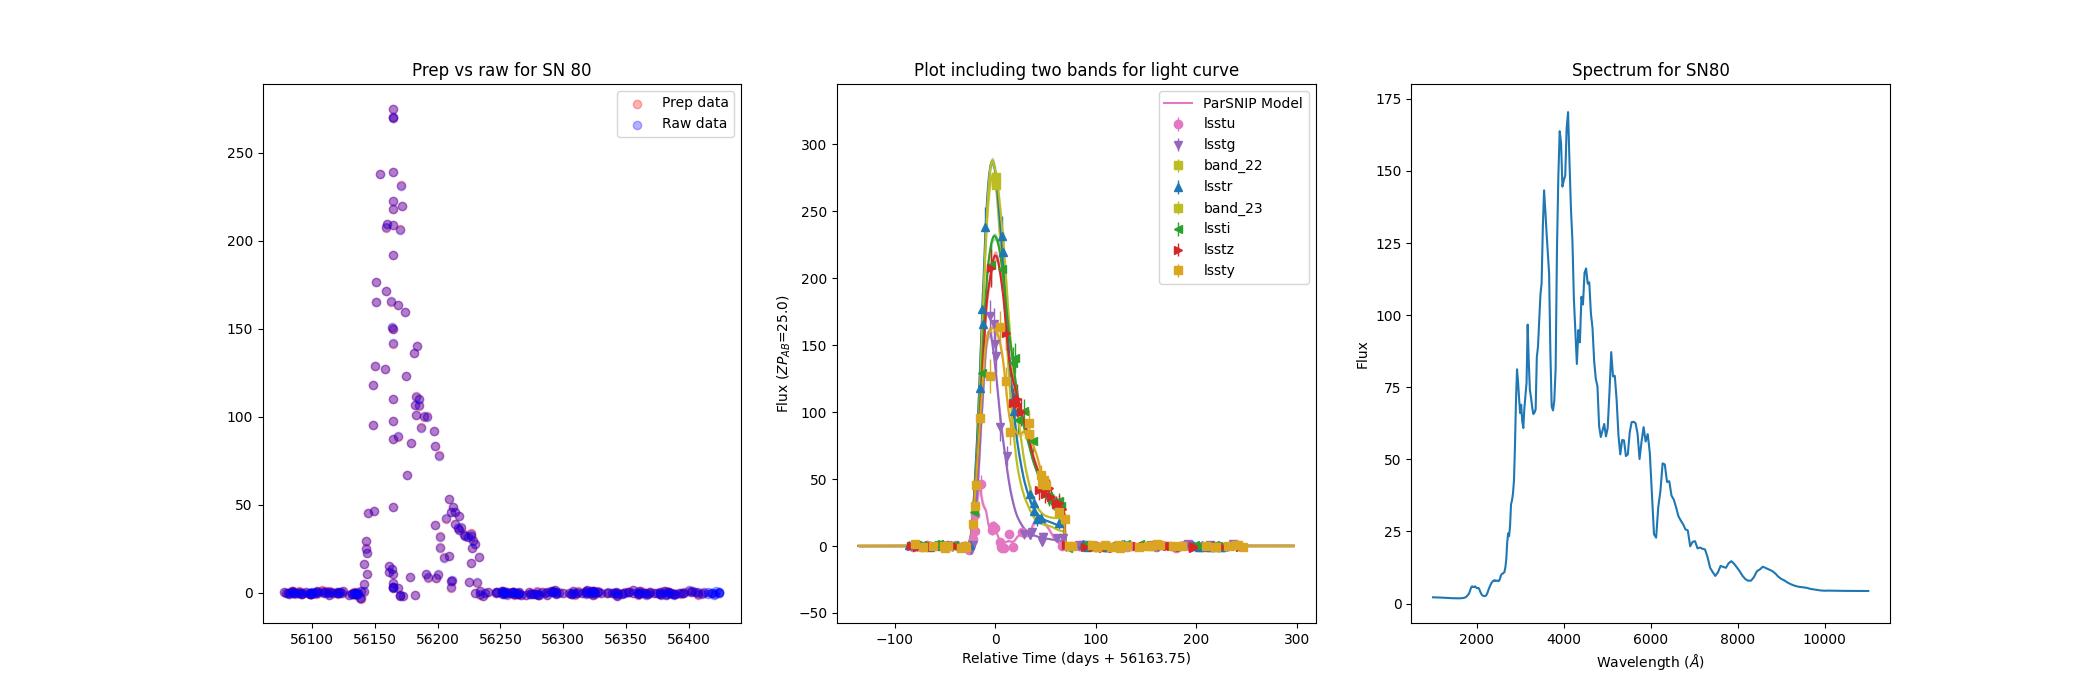 Prep vs raw for SN 80
Prep data
Raw data
250
200
150
100
50
0
56100
56150
56200
56250
56300
56350
56400
Plot including two bands for light curve
ParSNIP Model
lsstu
lsstg
band_22
lsstr
band_23
lssti
lsstz
lssty
Flux (ZP_AB=25.0)
300
250
200
150
100
50
0
−50
−100
0
100
200
300
Relative Time (days + 56163.75)
Spectrum for SN80
Flux
175
150
125
100
75
50
25
0
2000
4000
6000
8000
10000
Wavelength (Å)